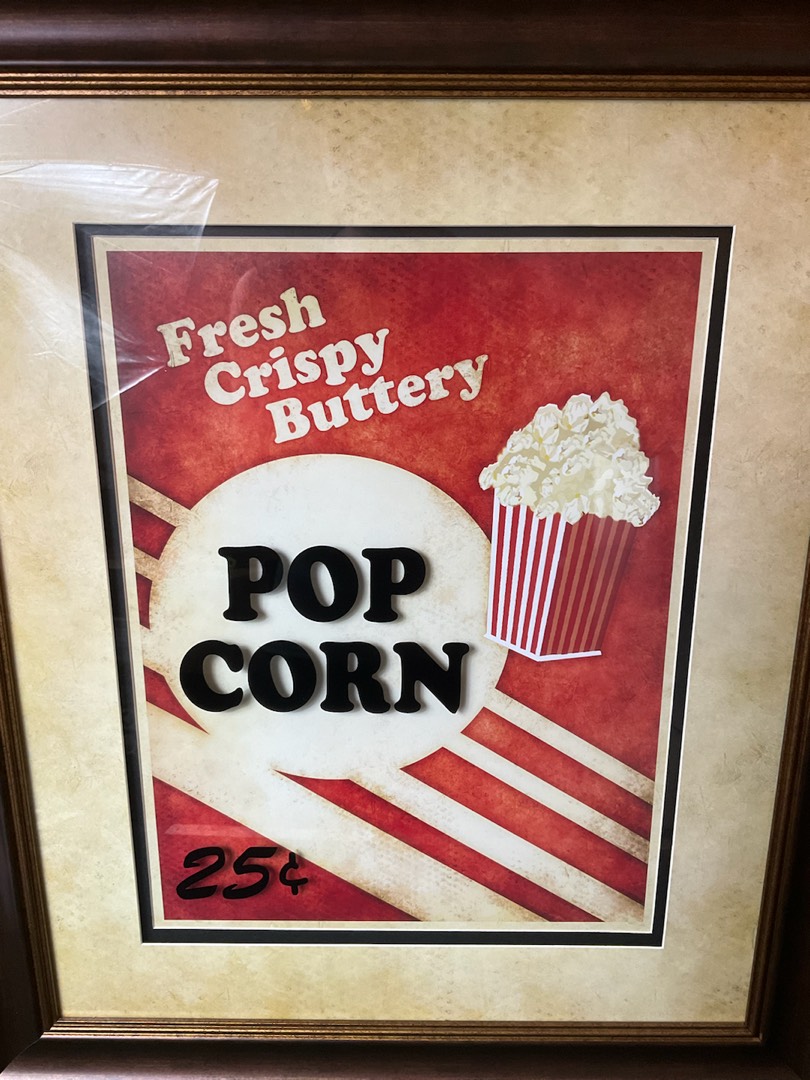 Fresh
Crispy
Buttery
POP
CORN
25¢